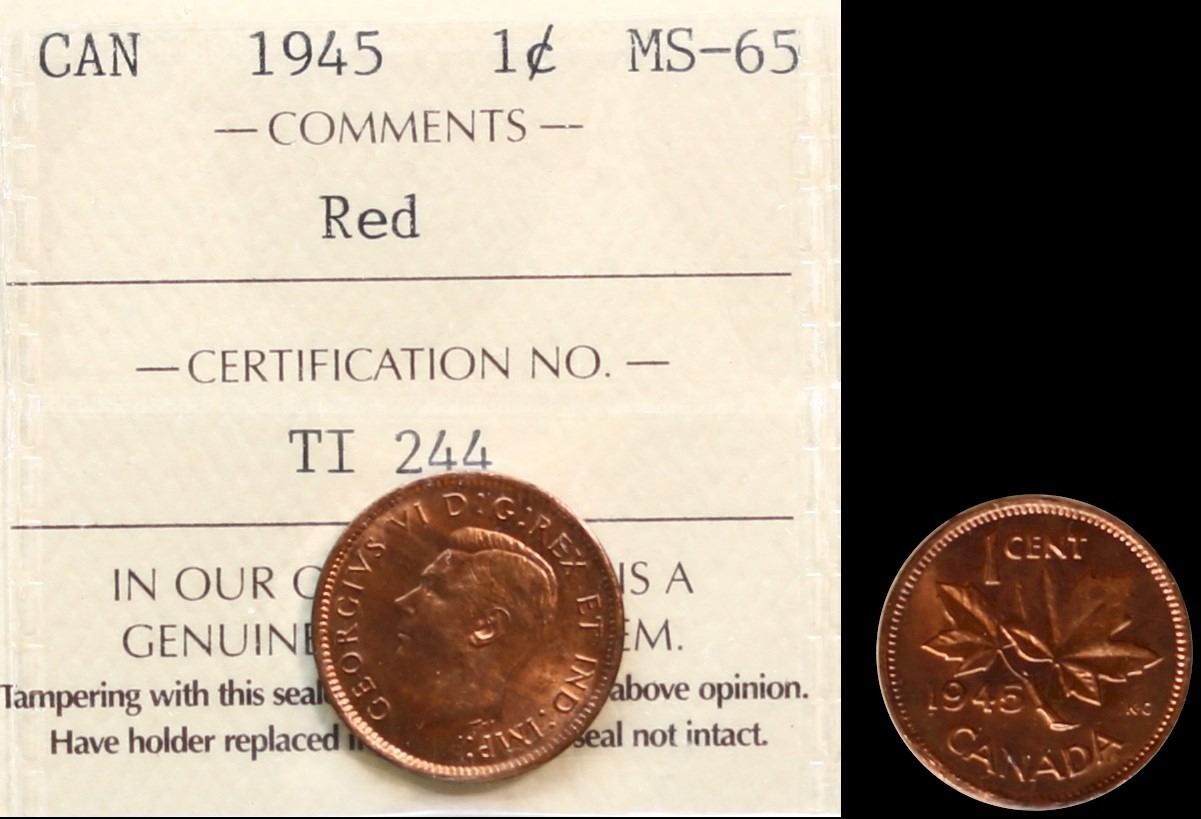 CAN 1945 1¢ MS-65
— COMMENTS —
Red
— CERTIFICATION NO. —
TI 244
IN OUR O IS A
GENUINE EM.
Tampering with this seal above opinion.
Have holder replaced i seal not intact.
GEORGIVS VI D:G:REX ET IND:IMP:
1 CENT
1945
KG
CANADA